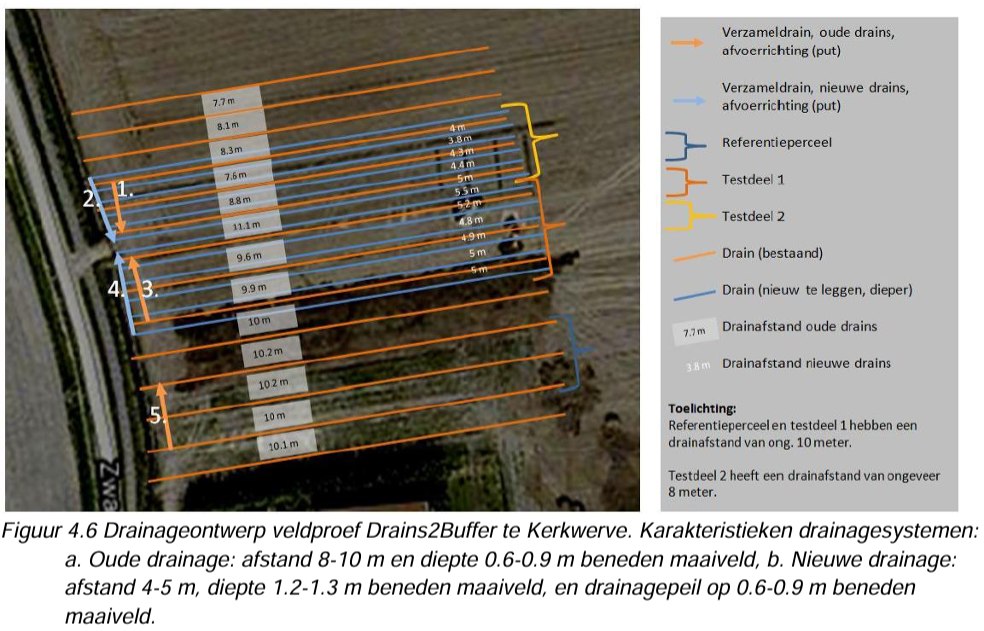 7.7 m
8.1 m
8.3 m
7.6 m
8.8 m
11.1 m
9.6 m
9.9 m
10 m
10.2 m
10.2 m
10 m
10.1 m
4 m
3.8 m
4.3 m
4.4 m
5 m
5.5 m
5.2 m
4.8 m
4.9 m
5 m
5 m
1.
2.
3.
4.
5.
Zwa
Verzameldrain, oude drains,
afvoerrichting (put)
Verzameldrain, nieuwe drains,
afvoerrichting (put)
Referentieperceel
Testdeel 1
Testdeel 2
Drain (bestaand)
Drain (nieuw te leggen, dieper)
7.7 m Drainafstand oude drains
3.8 m Drainafstand nieuwe drains
Toelichting:
Referentieperceel en testdeel 1 hebben een
drainafstand van ong. 10 meter.
Testdeel 2 heeft een drainafstand van ongeveer
8 meter.
Figuur 4.6 Drainageontwerp veldproef Drains2Buffer te Kerkwerve. Karakteristieken drainagesystemen:
a. Oude drainage: afstand 8-10 m en diepte 0.6-0.9 m beneden maaiveld, b. Nieuwe drainage:
afstand 4-5 m, diepte 1.2-1.3 m beneden maaiveld, en drainagepeil op 0.6-0.9 m beneden
maaiveld.